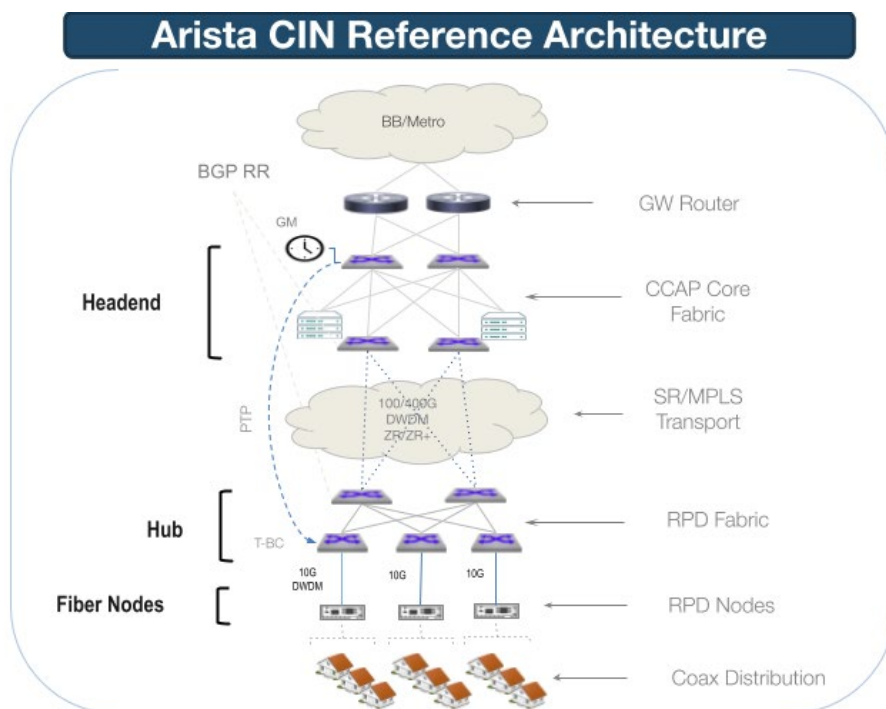 Arista CIN Reference Architecture
BB/Metro
BGP RR
GW Router
GM
Headend
CCAP Core
Fabric
PTP
100/400G
DWDM
ZR/ZR+
SR/MPLS
Transport
Hub
T-BC
RPD Fabric
10G
DWDM
10G
10G
Fiber Nodes
RPD Nodes
Coax Distribution